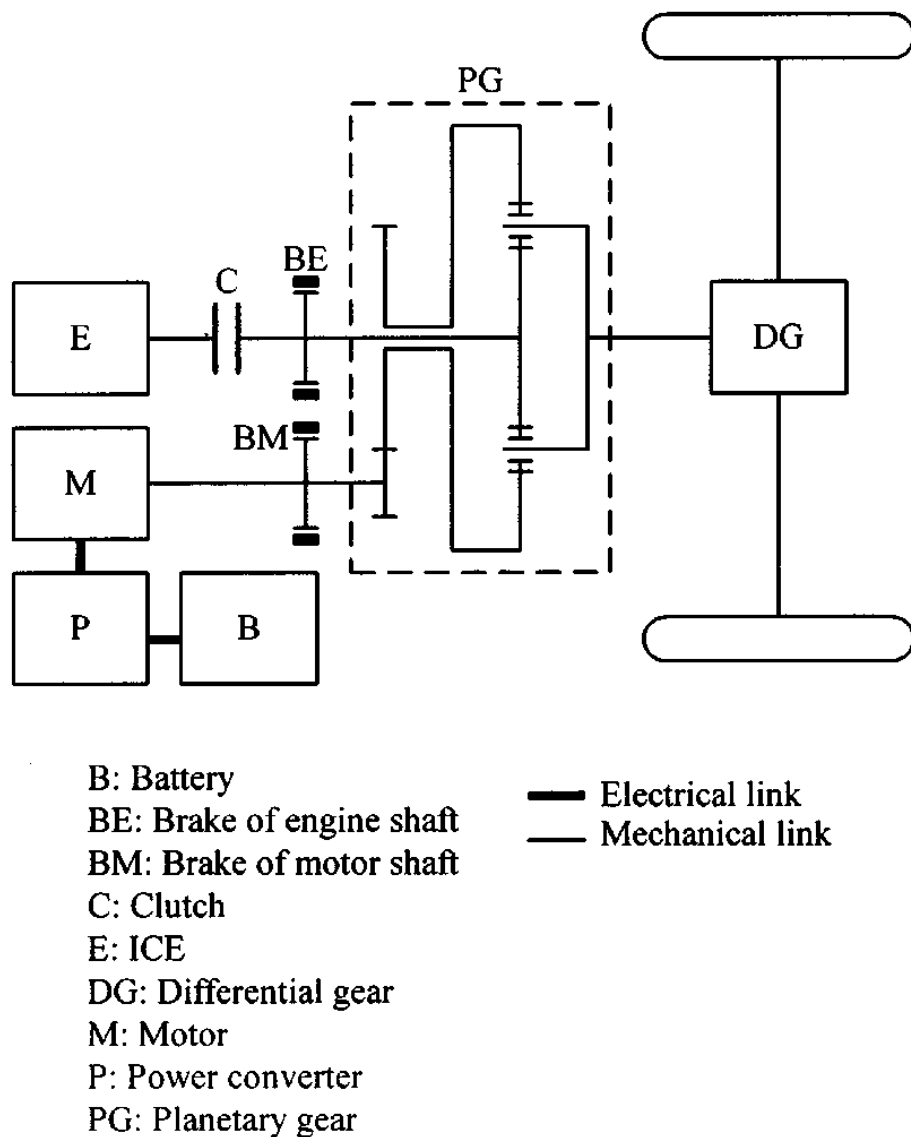 PG
BE
C
E
DG
BM
M
P
B
B: Battery
BE: Brake of engine shaft
BM: Brake of motor shaft
C: Clutch
E: ICE
DG: Differential gear
M: Motor
P: Power converter
PG: Planetary gear
Electrical link
Mechanical link